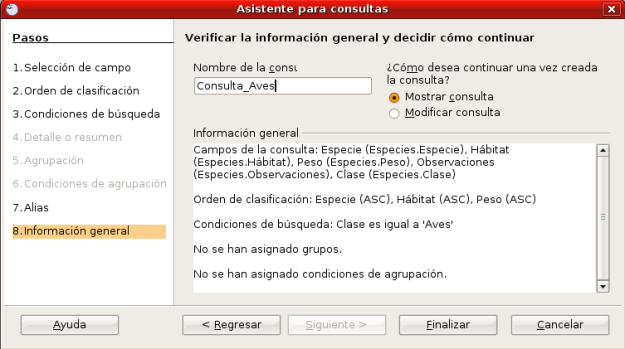 Asistente para consultas
Pasos
1.Selección de campo
2.Orden de clasificación
3.Condiciones de búsqueda
4.Detalle o resumen
5.Agrupación
6.Condiciones de agrupación
7.Alias
8.Información general
Verificar la información general y decidir cómo continuar
Nombre de la consu
Consulta_Aves
¿Cómo desea continuar una vez creada
la consulta?
Mostrar consulta
Modificar consulta
Información general
Campos de la consulta: Especie (Especies.Especie), Hábitat
(Especies.Hábitat), Peso (Especies.Peso), Observaciones
(Especies.Observaciones), Clase (Especies.Clase)
Orden de clasificación: Especie (ASC), Hábitat (ASC), Peso (ASC)
Condiciones de búsqueda: Clase es igual a 'Aves'
No se han asignado grupos.
No se han asignado condiciones de agrupación.
Ayuda
< Regresar
Siguiente >
Finalizar
Cancelar